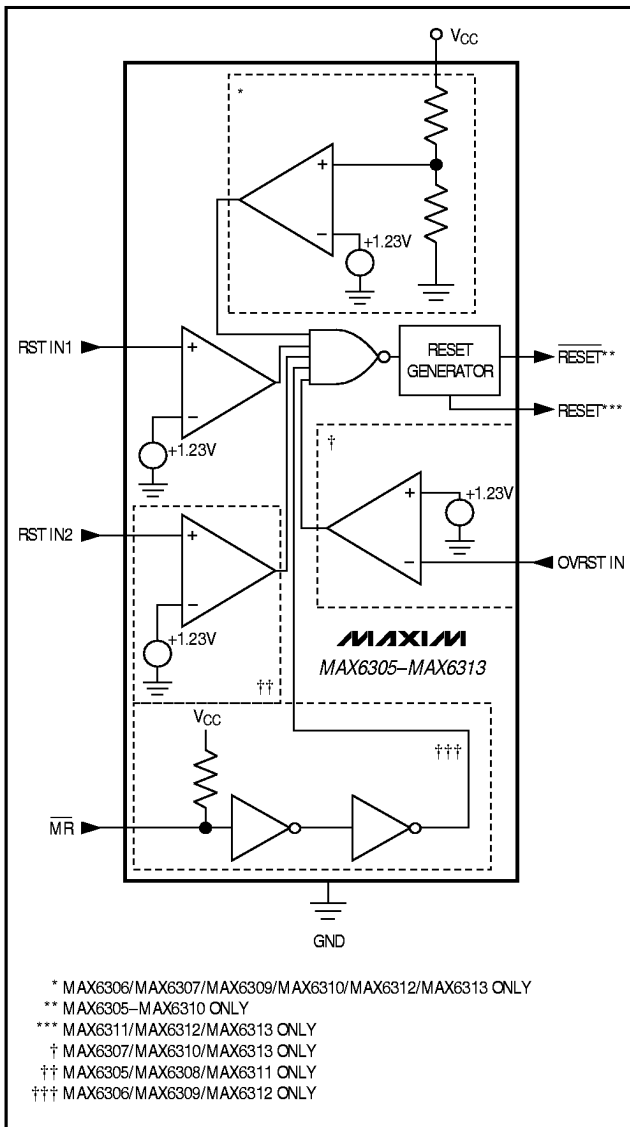 VCC
*
+
−
+1.23V
RST IN1
+
−
+1.23V
RESET
GENERATOR
RESET**
RESET***
†
+
+1.23V
−
OVRST IN
RST IN2
+
−
+1.23V
††
MAXIM
MAX6305–MAX6313
VCC
†††
MR
GND
* MAX6306/MAX6307/MAX6309/MAX6310/MAX6312/MAX6313 ONLY
** MAX6305–MAX6310 ONLY
*** MAX6311/MAX6312/MAX6313 ONLY
† MAX6307/MAX6310/MAX6313 ONLY
†† MAX6305/MAX6308/MAX6311 ONLY
††† MAX6306/MAX6309/MAX6312 ONLY